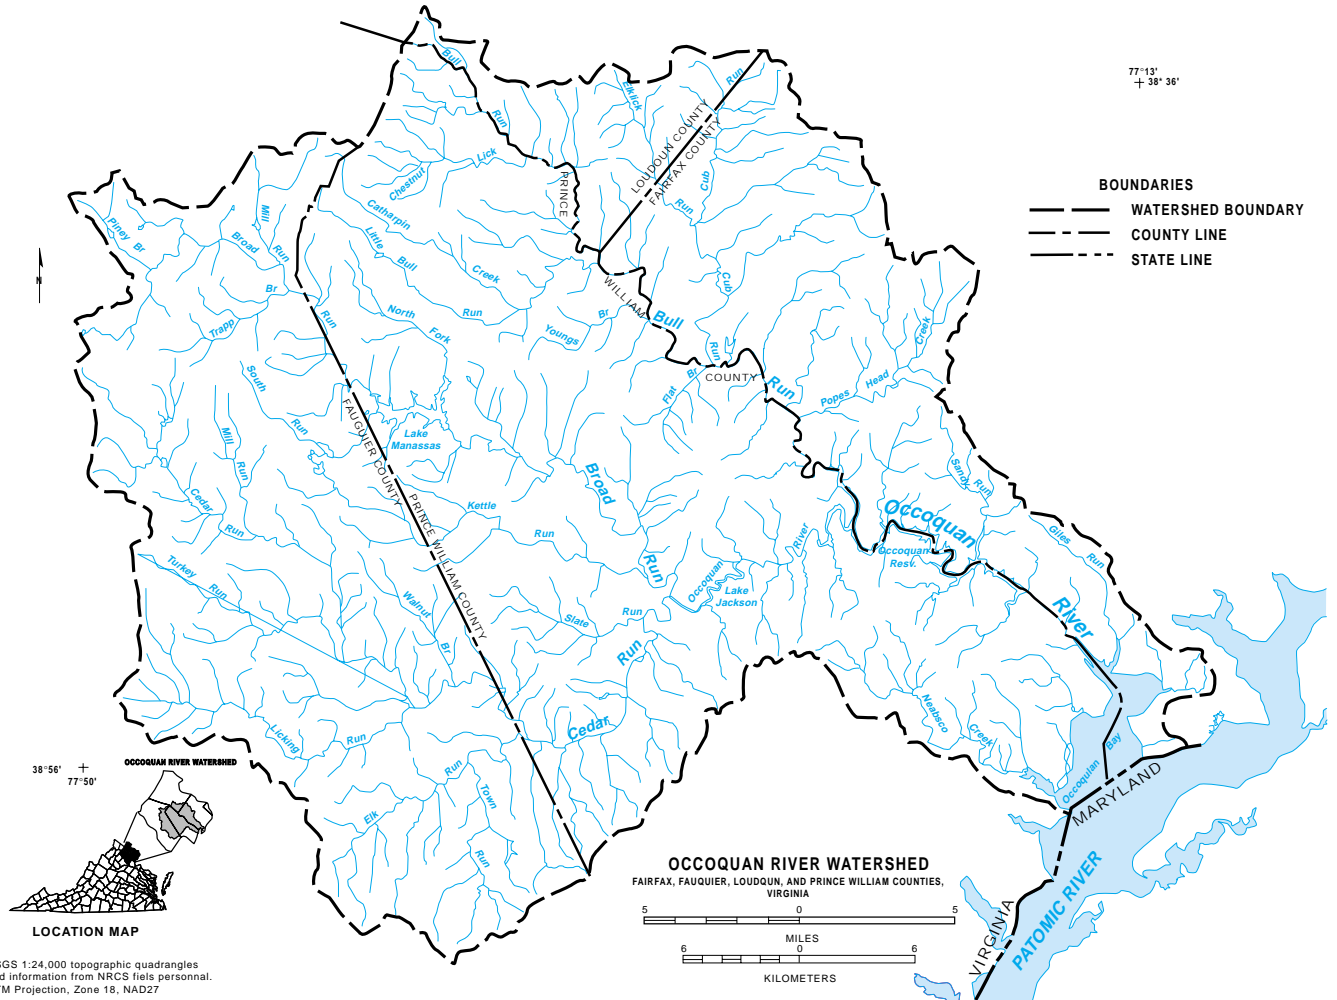 77°13'
38° 36'
BOUNDARIES
WATERSHED BOUNDARY
COUNTY LINE
STATE LINE
N
Bull
Run
Elklick
Run
LOUDOUN COUNTY
FAIRFAX COUNTY
Cub
Run
Cub
Run
Lick
Chestnut
PRINCE
WILLIAM
COUNTY
Catharpin
Creek
Little
Bull
Run
Piney Br
Mill
Run
Broad
Br
Run
Trapp
North
Fork
Youngs
Br
Bull
Run
Flat
Br
Popes
Head
Creek
South
Run
Mill
Run
FAUGUIER COUNTY
PRINCE WILLIAM COUNTY
Lake
Manassas
Broad
Run
Kettle
Run
Cedar
Run
Turkey
Run
Walnut
Br
Slate
Run
Occoquan
River
Lake
Jackson
Occoquan
River
Occoquan
Resv.
Sandy
Run
Giles
Run
Cedar
Run
Licking
Run
Elk
Run
Town
Run
Neabsco
Creek
Occoquian
Bay
MARYLAND
VIRGINIA
PATOMIC RIVER
38°56'
77°50'
OCCOQUAN RIVER WATERSHED
LOCATION MAP
OCCOQUAN RIVER WATERSHED
FAIRFAX, FAUQUIER, LOUDQUN, AND PRINCE WILLIAM COUNTIES,
VIRGINIA
5 0 5
MILES
6 0 6
KILOMETERS
SGS 1:24,000 topographic quadrangles
d information from NRCS fiels personnal.
TM Projection, Zone 18, NAD27